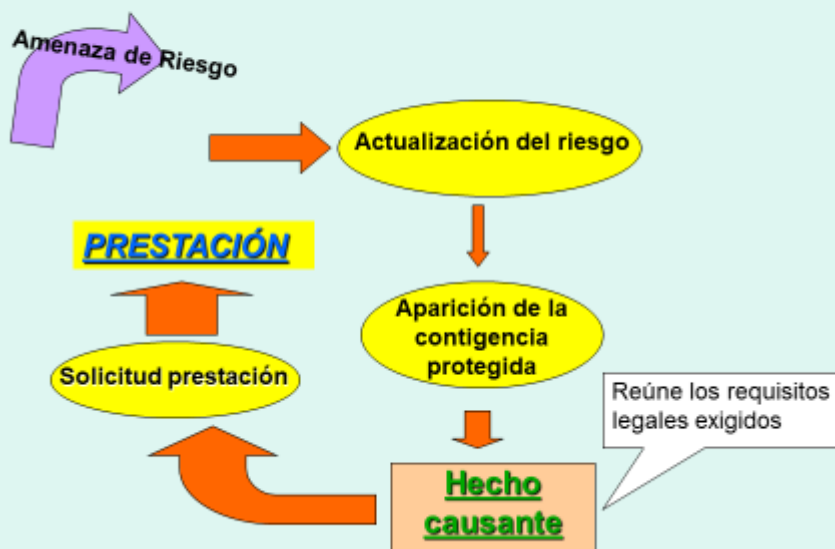 Amenaza de Riesgo
Actualización del riesgo
PRESTACIÓN
Aparición de la
contigencia
protegida
Solicitud prestación
Reúne los requisitos
legales exigidos
Hecho
causante